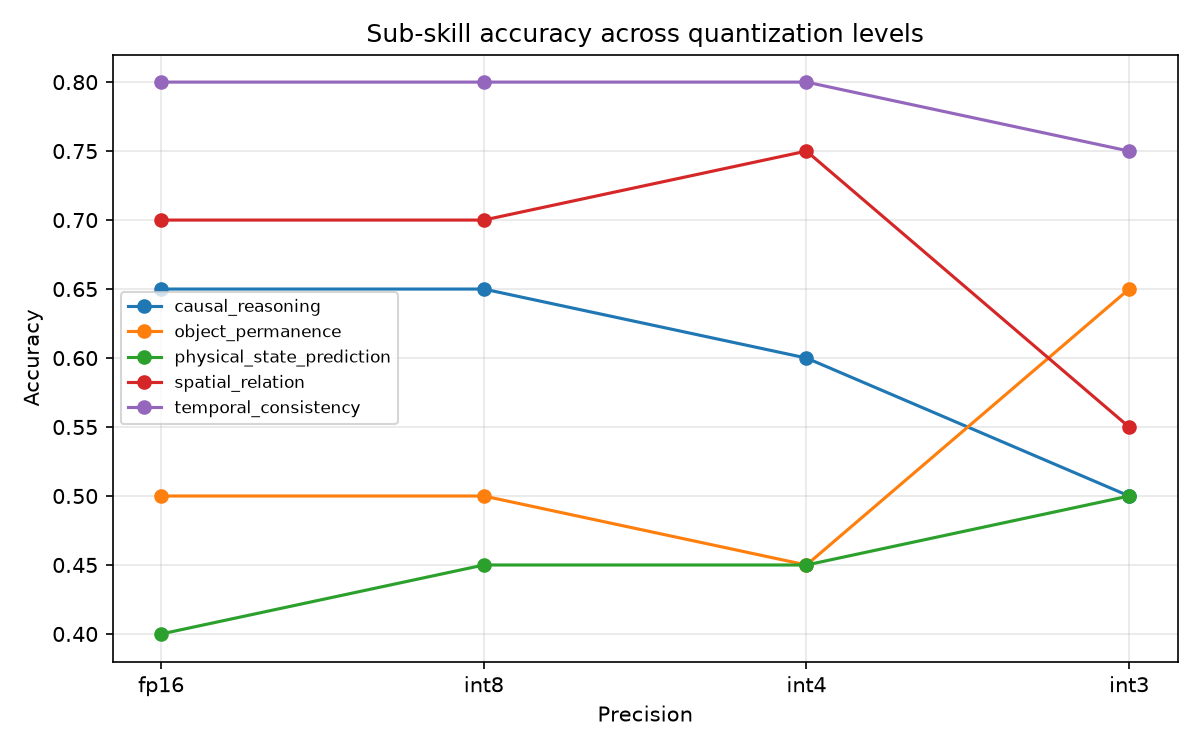 Sub-skill accuracy across quantization levels
0.80
0.75
0.70
0.65
0.60
0.55
0.50
0.45
0.40
Accuracy
causal_reasoning
object_permanence
physical_state_prediction
spatial_relation
temporal_consistency
fp16
int8
int4
int3
Precision